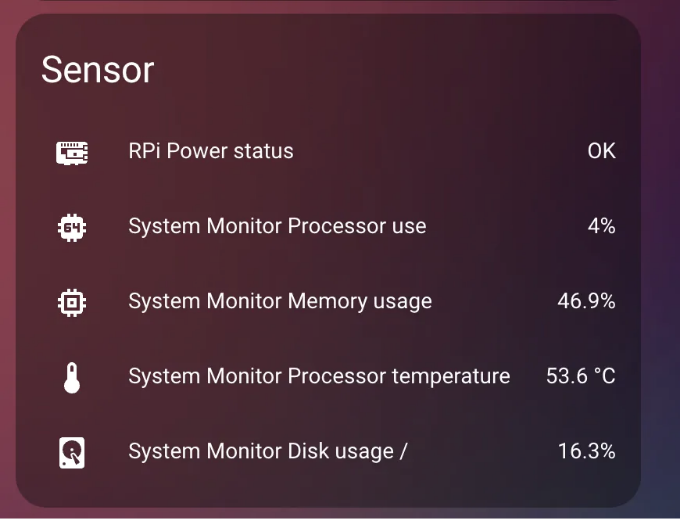 Sensor
RPi Power status OK
64
System Monitor Processor use 4%
System Monitor Memory usage 46.9%
System Monitor Processor temperature 53.6 °C
System Monitor Disk usage / 16.3%